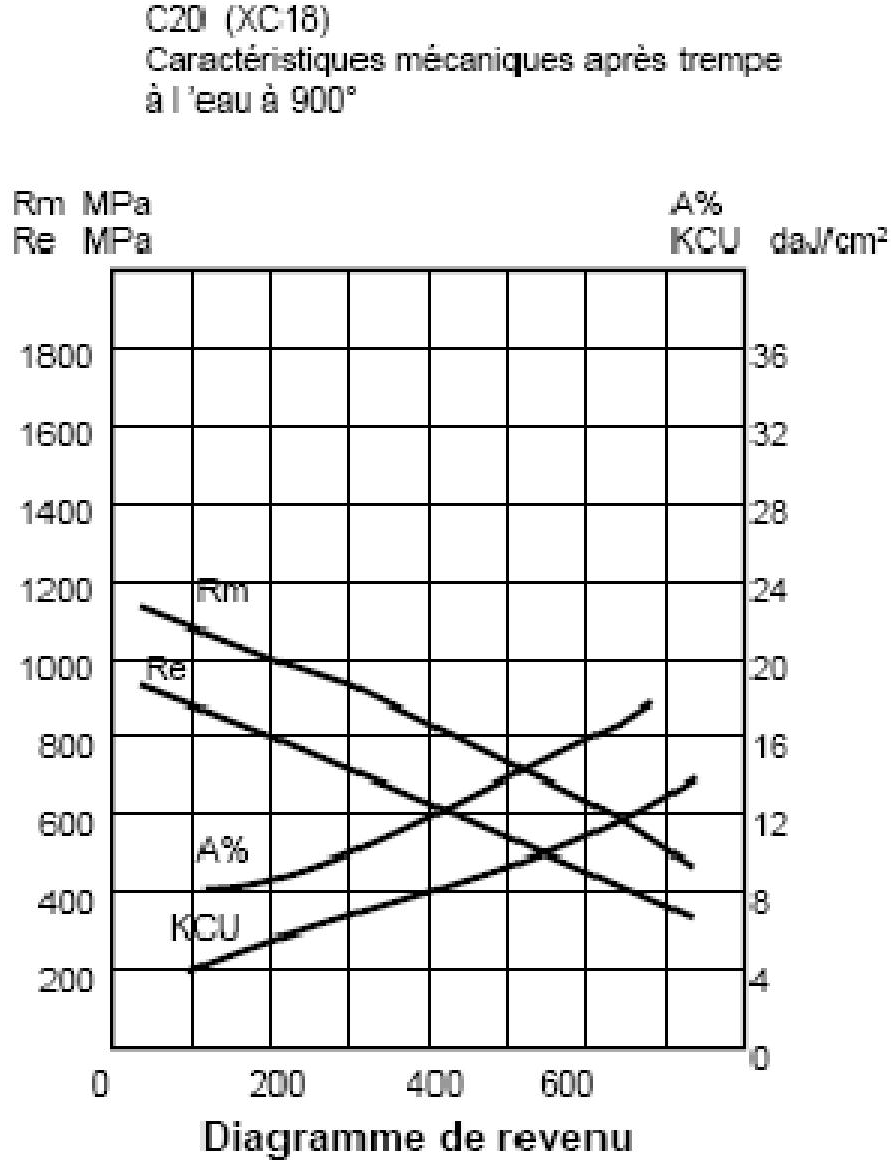 C20 (XC18)
Caractéristiques mécaniques après trempe
à l 'eau à 900°
Rm MPa
Re MPa
A%
KCU daJ/cm²
1800
1600
1400
1200
1000
800
600
400
200
36
32
28
24
20
16
12
8
4
0
Rm
Re
A%
KCU
0 200 400 600
Diagramme de revenu